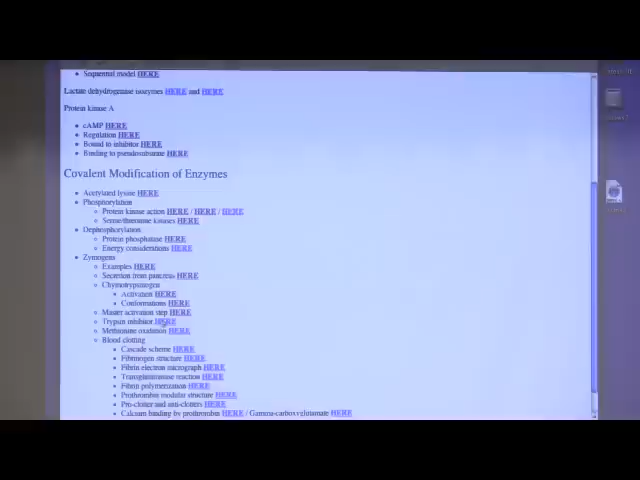 Sequential model HERE
Lactate dehydrogenase isozymes HERE and HERE
Protein kinase A
cAMP HERE
Regulation HERE
Bound to inhibitor HERE
Binding to pseudosubstrate HERE
Covalent Modification of Enzymes
Acetylated lysine HERE
Phosphorylation
Protein kinase action HERE / HERE / HERE
Serine/threonine kinases HERE
Dephosphorylation
Protein phosphatase HERE
Energy considerations HERE
Zymogens
Examples HERE
Secretion from pancreas HERE
Chymotrypsinogen
Activation HERE
Conformations HERE
Master activation step HERE
Trypsin inhibitor HERE
Methionine oxidation HERE
Blood clotting
Cascade scheme HERE
Fibrinogen structure HERE
Fibrin electron micrograph HERE
Transglutaminase reaction HERE
Fibrin polymerization HERE
Prothrombin modular structure HERE
Pro-clotter and anti-clotters HERE
Calcium binding by prothrombin HERE / Gamma-carboxyglutamate HERE